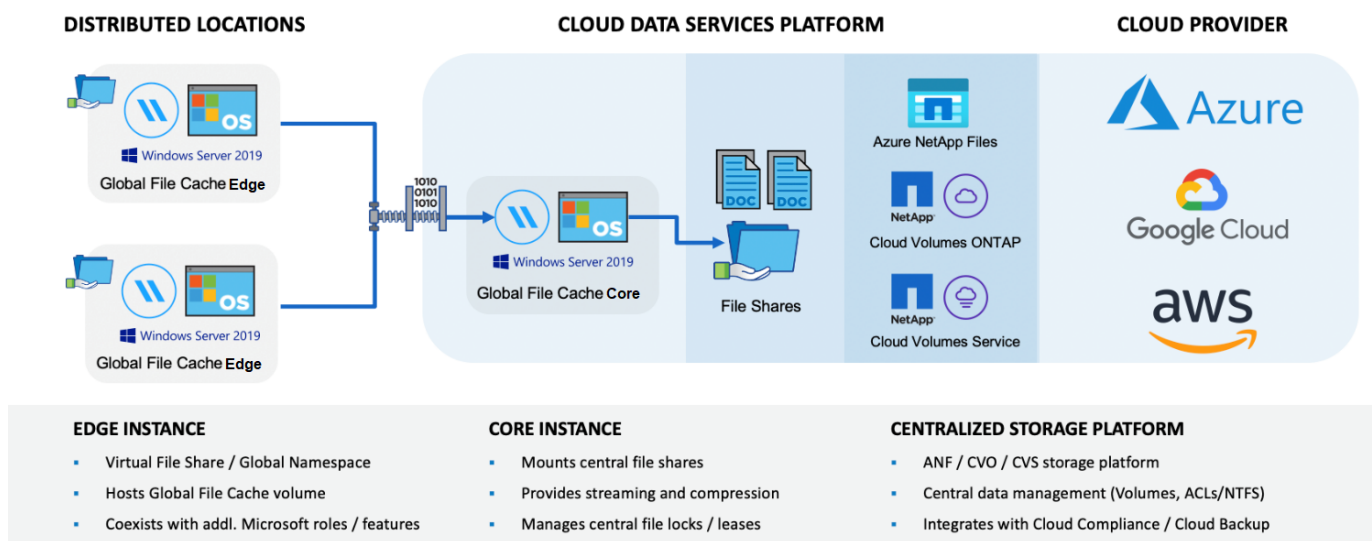 DISTRIBUTED LOCATIONS
CLOUD DATA SERVICES PLATFORM
CLOUD PROVIDER
OS
Windows Server 2019
Global File Cache Edge
OS
Windows Server 2019
Global File Cache Edge
1010
0101
1010
OS
Windows Server 2019
Global File Cache Core
DOC
DOC
File Shares
Azure NetApp Files
NetApp
Cloud Volumes ONTAP
NetApp
Cloud Volumes Service
Azure
Google Cloud
aws
EDGE INSTANCE
▪ Virtual File Share / Global Namespace
▪ Hosts Global File Cache volume
▪ Coexists with addl. Microsoft roles / features
CORE INSTANCE
▪ Mounts central file shares
▪ Provides streaming and compression
▪ Manages central file locks / leases
CENTRALIZED STORAGE PLATFORM
▪ ANF / CVO / CVS storage platform
▪ Central data management (Volumes, ACLs/NTFS)
▪ Integrates with Cloud Compliance / Cloud Backup